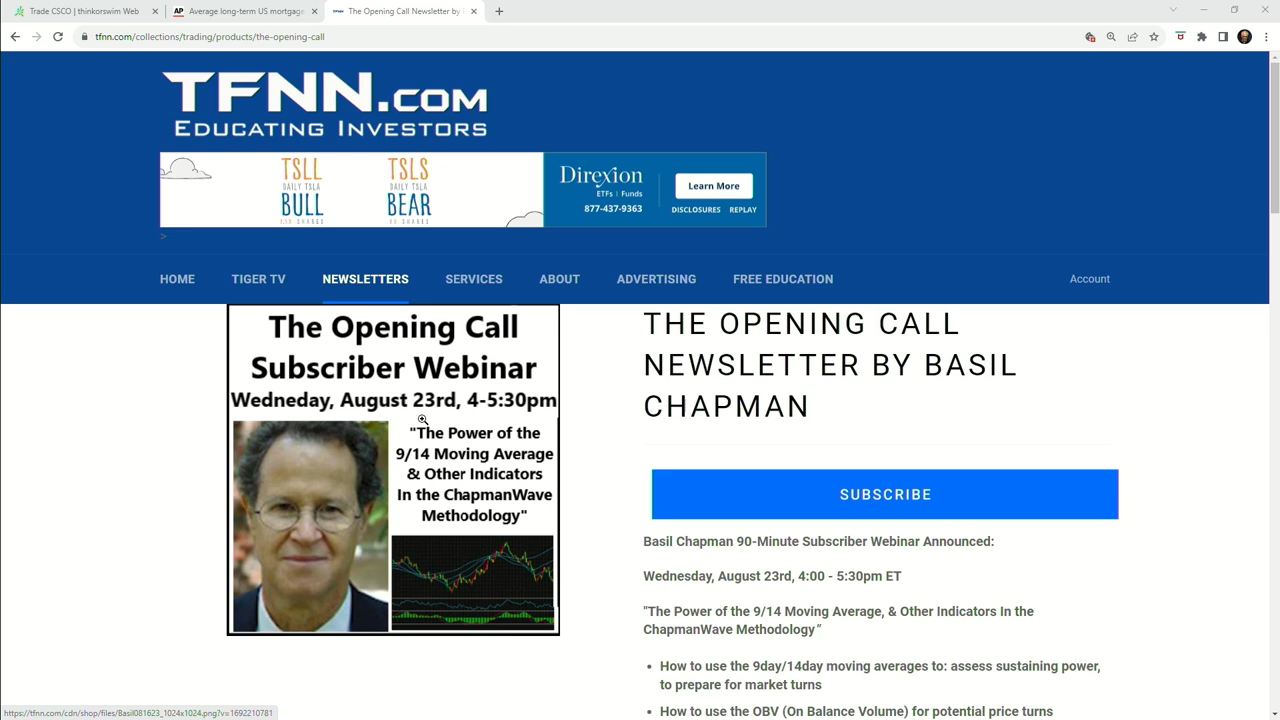 Trade CSCO | thinkorswim Web
AP Average long-term US mortgage
The Opening Call Newsletter by
tfnn.com/collections/trading/products/the-opening-call
TFNN.COM
EDUCATING INVESTORS
TSLL
DAILY TSLA
BULL
TSLS
DAILY TSLA
BEAR
Direxion
ETFs | Funds
877-437-9363
Learn More
DISCLOSURES REPLAY
>
HOME TIGER TV NEWSLETTERS SERVICES ABOUT ADVERTISING FREE EDUCATION Account
The Opening Call
Subscriber Webinar
Wedneday, August 23rd, 4-5:30pm
"The Power of the
9/14 Moving Average
& Other Indicators
In the ChapmanWave
Methodology"
THE OPENING CALL
NEWSLETTER BY BASIL
CHAPMAN
SUBSCRIBE
Basil Chapman 90-Minute Subscriber Webinar Announced:
Wednesday, August 23rd, 4:00 - 5:30pm ET
"The Power of the 9/14 Moving Average, & Other Indicators In the
ChapmanWave Methodology”
• How to use the 9day/14day moving averages to: assess sustaining power,
to prepare for market turns
• How to use the OBV (On Balance Volume) for potential price turns
https://tfnn.com/cdn/shop/files/Basil081623_1024x1024.png?v=1692210781